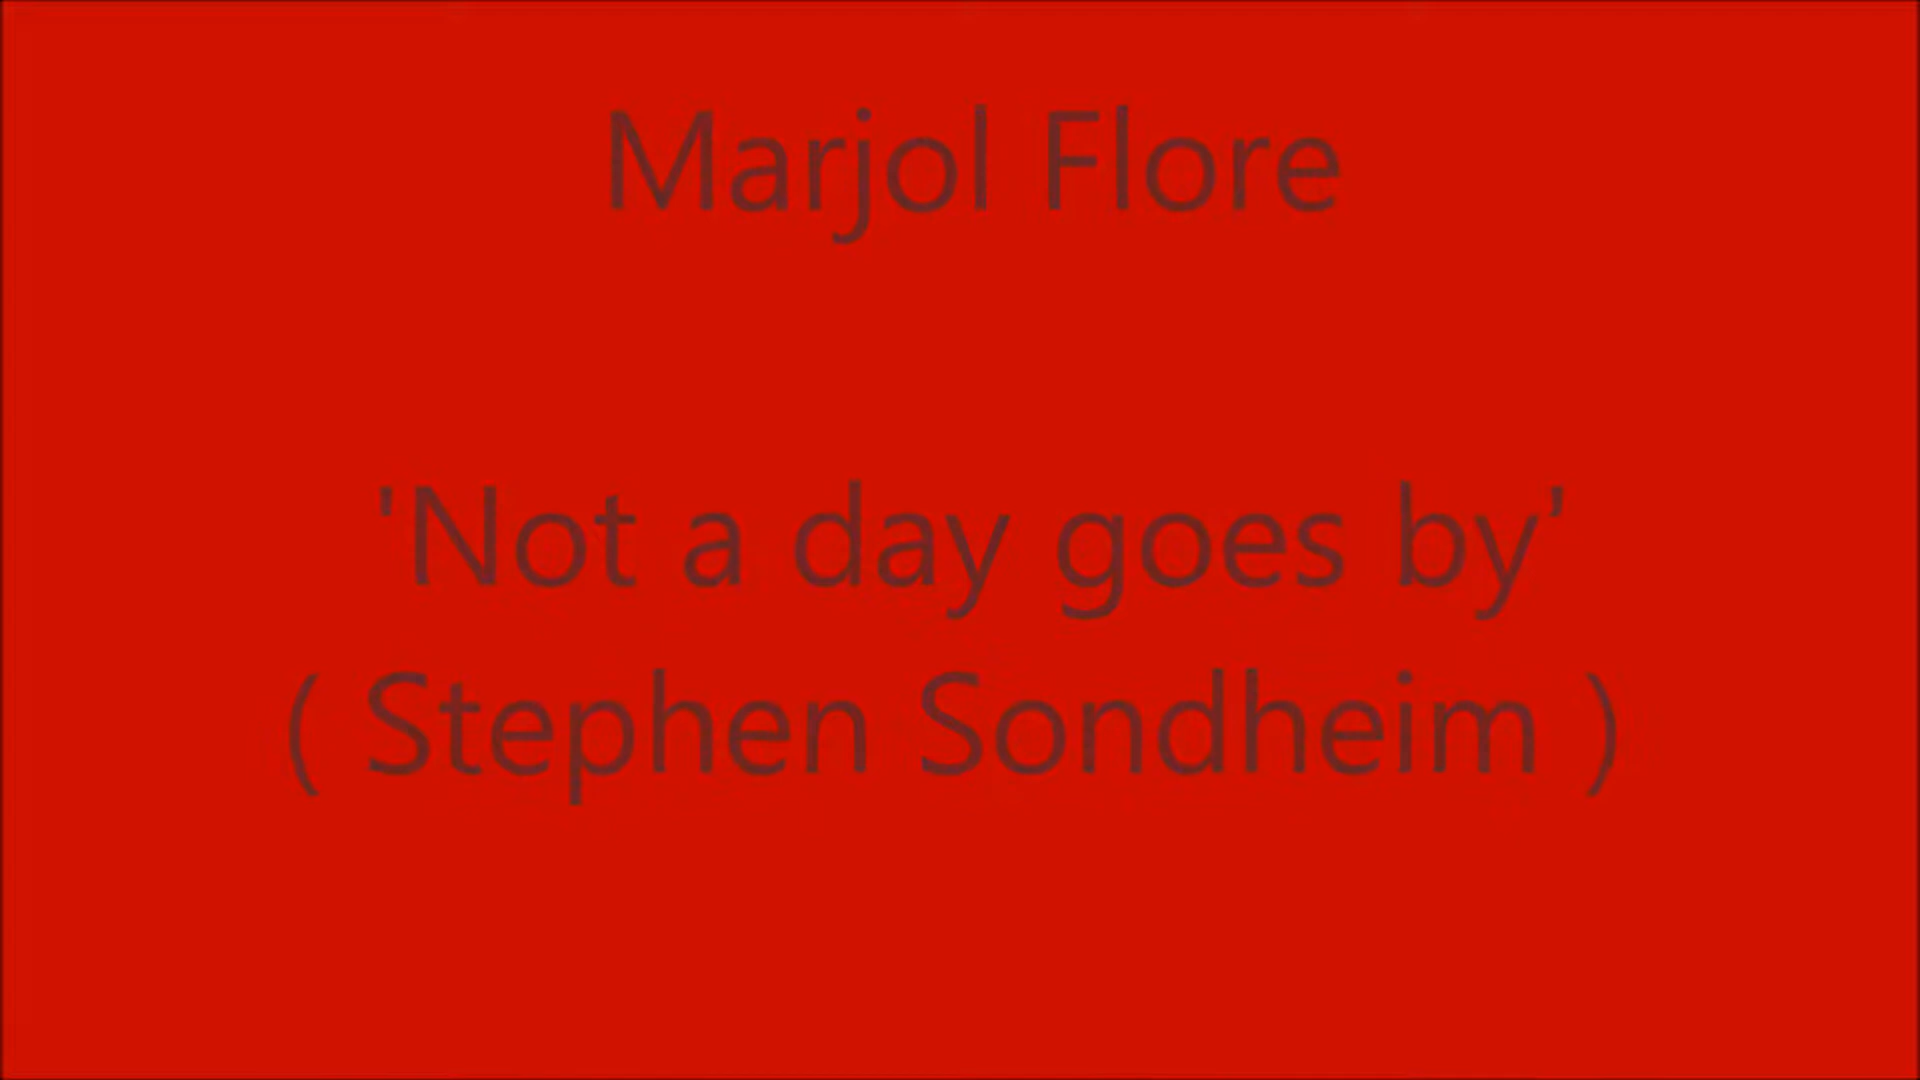 Marjol Flore
'Not a day goes by'
( Stephen Sondheim )